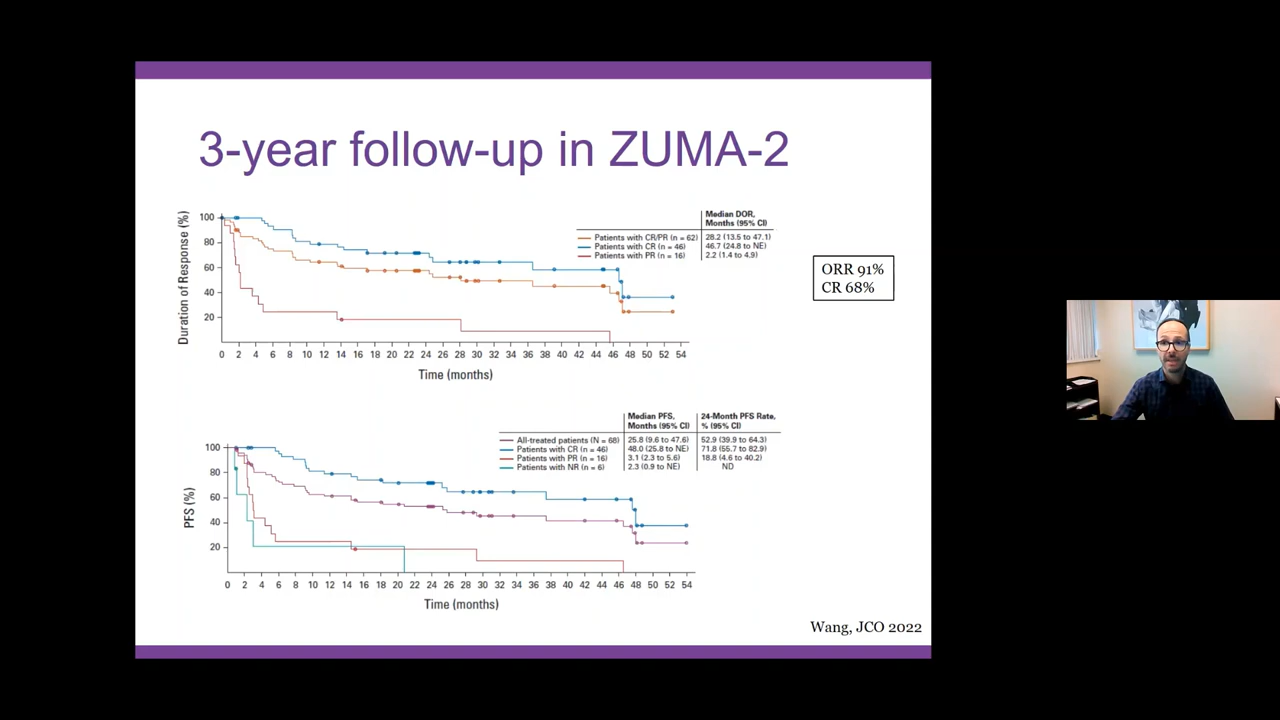 3-year follow-up in ZUMA-2
Median DOR,
Months (95% CI)
Patients with CR/PR (n = 62) 28.2 (13.5 to 47.1)
Patients with CR (n = 46) 46.7 (24.8 to NE)
Patients with PR (n = 16) 2.2 (1.4 to 4.9)
Duration of Response (%)
100
80
60
40
20
0 2 4 6 8 10 12 14 16 18 20 22 24 26 28 30 32 34 36 38 40 42 44 46 48 50 52 54
Time (months)
ORR 91%
CR 68%
Median PFS, 24-Month PFS Rate,
Months (95% CI) % (95% CI)
All-treated patients (N = 68) 25.8 (9.6 to 47.6) 52.9 (39.9 to 64.3)
Patients with CR (n = 46) 48.0 (25.8 to NE) 71.8 (55.7 to 82.9)
Patients with PR (n = 16) 3.1 (2.3 to 5.6) 18.8 (4.6 to 40.2)
Patients with NR (n = 6) 2.3 (0.9 to NE) ND
PFS (%)
100
80
60
40
20
0 2 4 6 8 10 12 14 16 18 20 22 24 26 28 30 32 34 36 38 40 42 44 46 48 50 52 54
Time (months)
Wang, JCO 2022